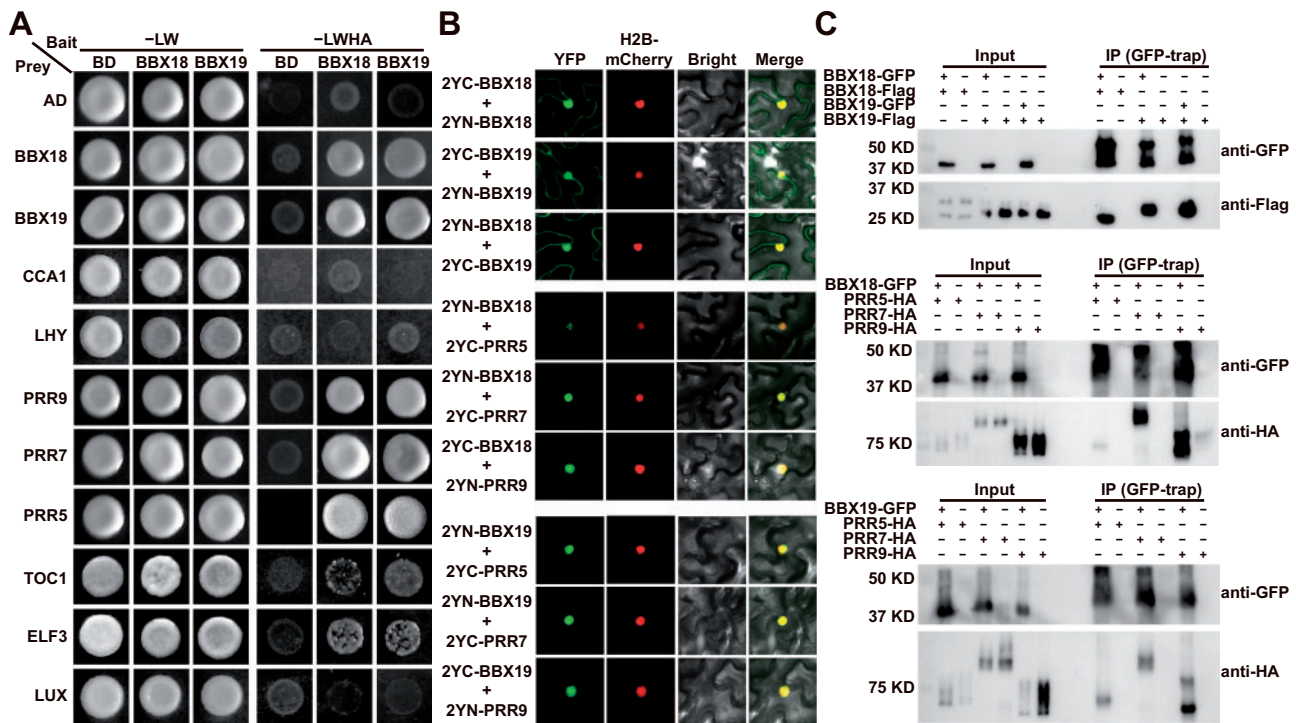 A
Bait
Prey
−LW
−LWHA
BD BBX18 BBX19 BD BBX18 BBX19
AD
BBX18
BBX19
CCA1
LHY
PRR9
PRR7
PRR5
TOC1
ELF3
LUX
B
YFP H2B-mCherry Bright Merge
2YC-BBX18
+
2YN-BBX18
2YC-BBX19
+
2YN-BBX19
2YN-BBX18
+
2YC-BBX19
2YN-BBX18
+
2YC-PRR5
2YN-BBX18
+
2YC-PRR7
2YC-BBX18
+
2YN-PRR9
2YN-BBX19
+
2YC-PRR5
2YN-BBX19
+
2YC-PRR7
2YC-BBX19
+
2YN-PRR9
C
Input IP (GFP-trap)
BBX18-GFP + − + − − − + − + − − −
BBX18-Flag + + − − − − + + − − − −
BBX19-GFP − − − − + − − − − − + −
BBX19-Flag − − + + + + − − + + + +
50 KD
37 KD
anti-GFP
37 KD
25 KD
anti-Flag
Input IP (GFP-trap)
BBX18-GFP + − + − + − + − + − + −
PRR5-HA + + − − − − + + − − − −
PRR7-HA − − + + − − − − + + − −
PRR9-HA − − − − + + − − − − + +
50 KD
37 KD
anti-GFP
75 KD
anti-HA
Input IP (GFP-trap)
BBX19-GFP + − + − + − + − + − + −
PRR5-HA + + − − − − + + − − − −
PRR7-HA − − + + − − − − + + − −
PRR9-HA − − − − + + − − − − + +
50 KD
37 KD
anti-GFP
75 KD
anti-HA